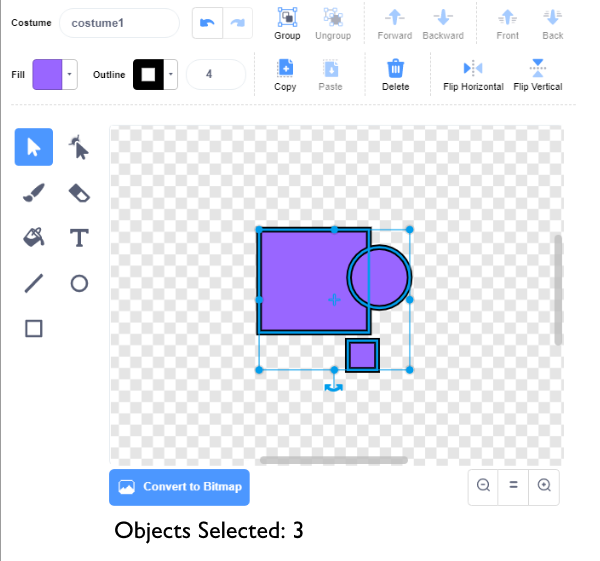 Costume costume1
Group Ungroup Forward Backward Front Back
Fill Outline 4
Copy Paste Delete Flip Horizontal Flip Vertical
T
Convert to Bitmap
Objects Selected: 3